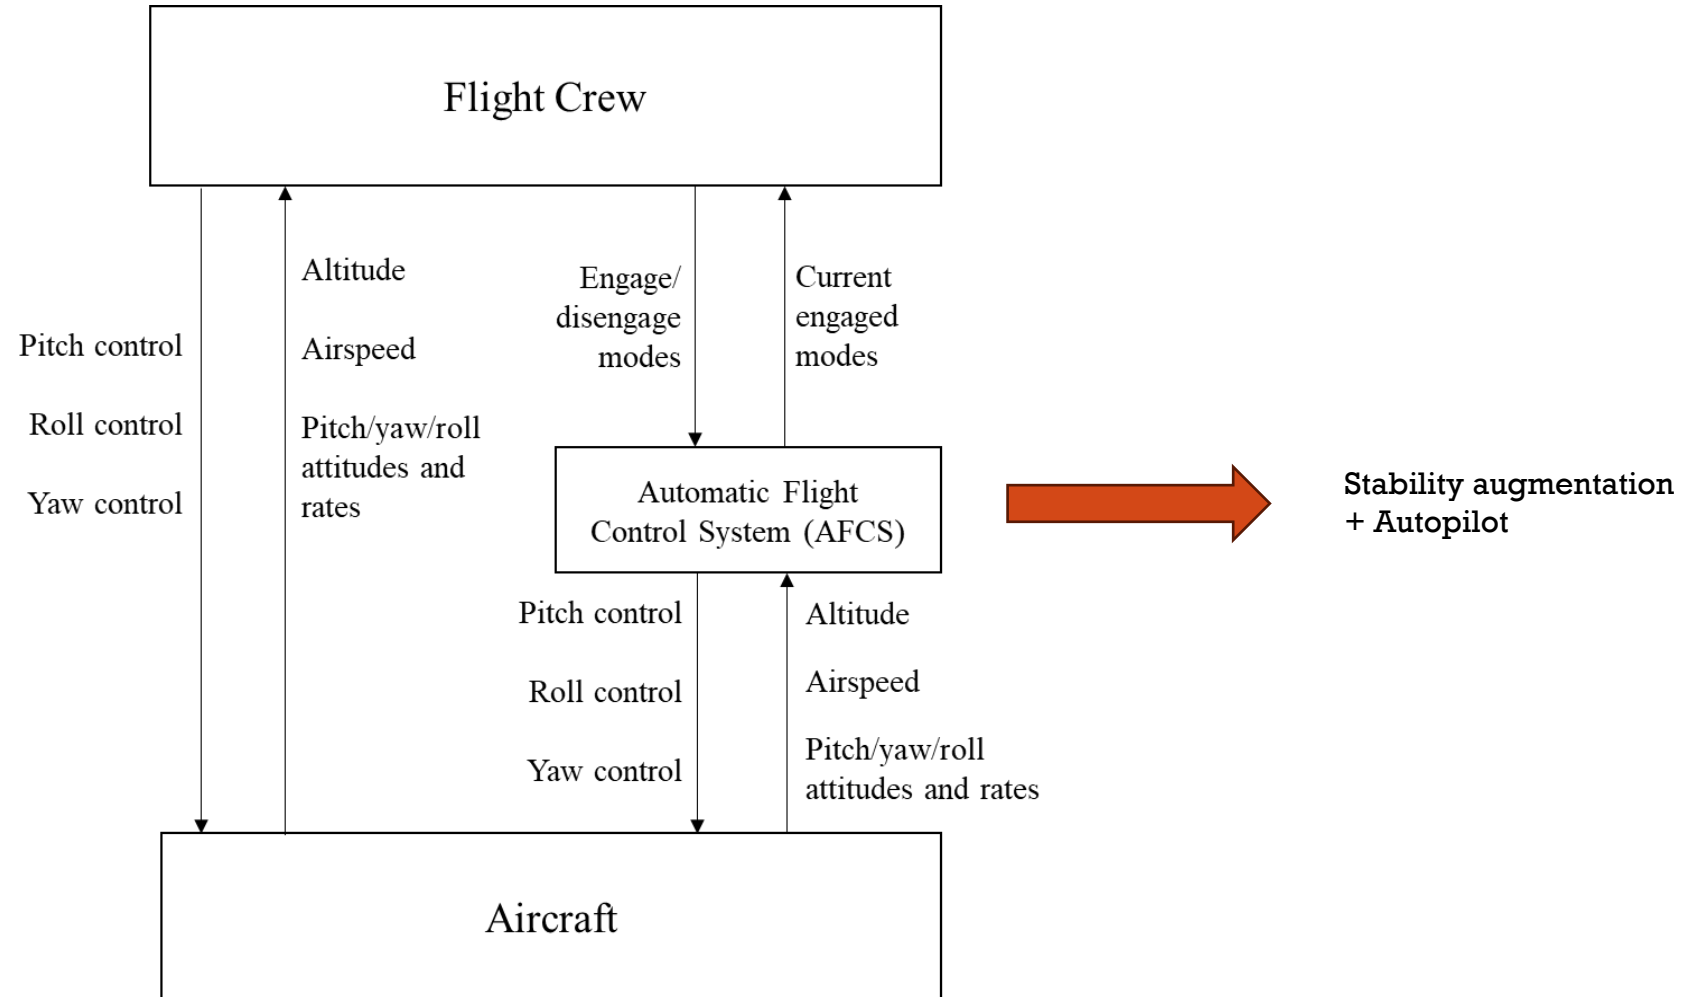 Flight Crew
Pitch control
Roll control
Yaw control
Altitude
Airspeed
Pitch/yaw/roll
attitudes and
rates
Engage/
disengage
modes
Current
engaged
modes
Automatic Flight
Control System (AFCS)
Stability augmentation
+ Autopilot
Pitch control
Roll control
Yaw control
Altitude
Airspeed
Pitch/yaw/roll
attitudes and rates
Aircraft